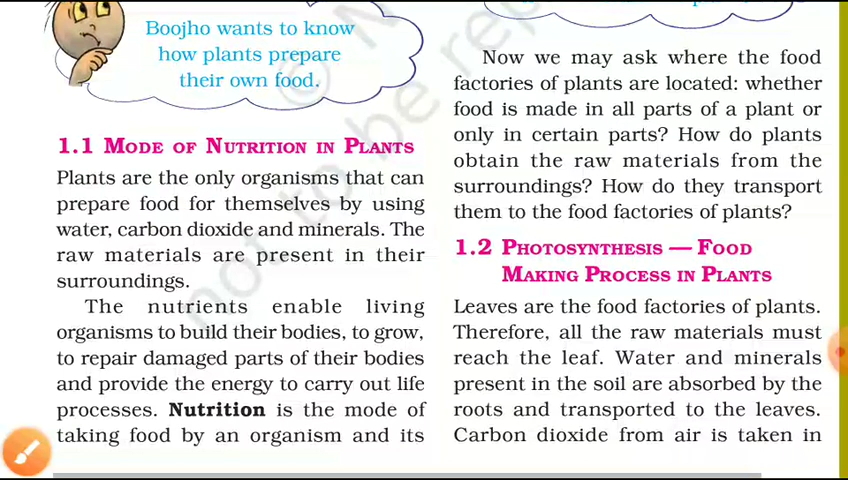 Boojho wants to know
how plants prepare
their own food.
1.1 MODE OF NUTRITION IN PLANTS
Plants are the only organisms that can
prepare food for themselves by using
water, carbon dioxide and minerals. The
raw materials are present in their
surroundings.
The nutrients enable living
organisms to build their bodies, to grow,
to repair damaged parts of their bodies
and provide the energy to carry out life
processes. Nutrition is the mode of
taking food by an organism and its
Now we may ask where the food
factories of plants are located: whether
food is made in all parts of a plant or
only in certain parts? How do plants
obtain the raw materials from the
surroundings? How do they transport
them to the food factories of plants?
1.2 PHOTOSYNTHESIS — FOOD
MAKING PROCESS IN PLANTS
Leaves are the food factories of plants.
Therefore, all the raw materials must
reach the leaf. Water and minerals
present in the soil are absorbed by the
roots and transported to the leaves.
Carbon dioxide from air is taken in
not to be rep
© N